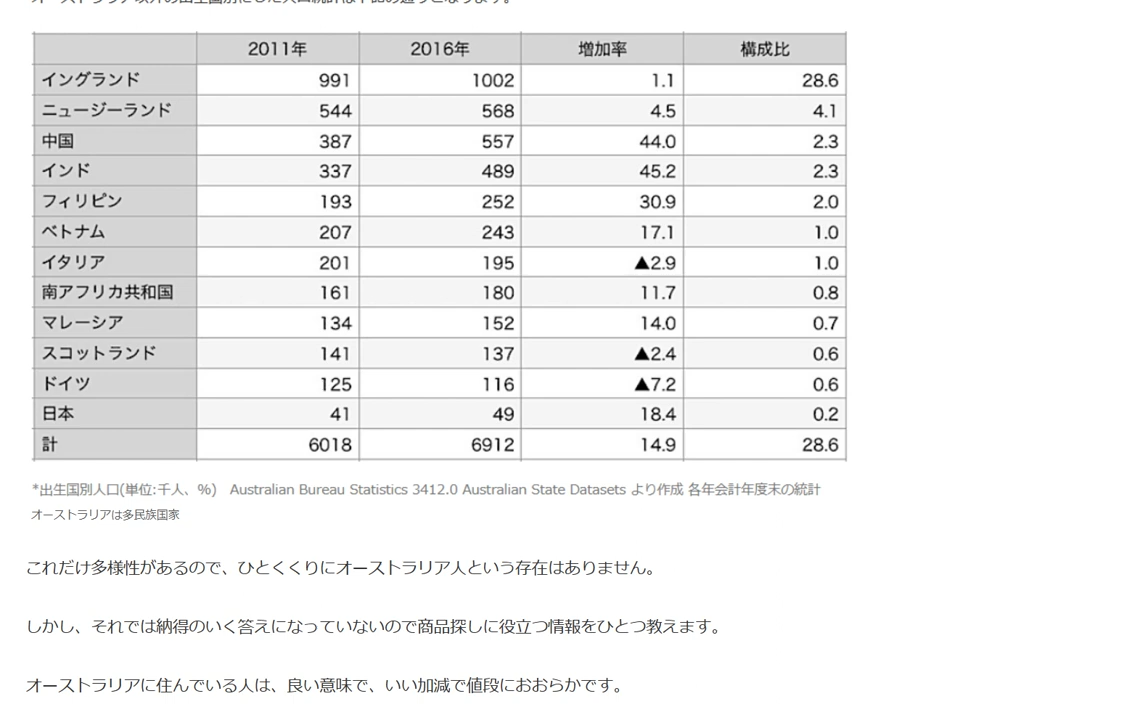 2011年 2016年 増加率 構成比
イングランド 991 1002 1.1 28.6
ニュージーランド 544 568 4.5 4.1
中国 387 557 44.0 2.3
インド 337 489 45.2 2.3
フィリピン 193 252 30.9 2.0
ベトナム 207 243 17.1 1.0
イタリア 201 195 ▲2.9 1.0
南アフリカ共和国 161 180 11.7 0.8
マレーシア 134 152 14.0 0.7
スコットランド 141 137 ▲2.4 0.6
ドイツ 125 116 ▲7.2 0.6
日本 41 49 18.4 0.2
計 6018 6912 14.9 28.6
*出生国別人口(単位:千人、%) Australian Bureau Statistics 3412.0 Australian State Datasets より作成 各年会計年度末の統計
オーストラリアは多民族国家
これだけ多様性があるので、ひとくくりにオーストラリア人という存在はありません。
しかし、それでは納得のいく答えになっていないので商品探しに役立つ情報をひとつ教えます。
オーストラリアに住んでいる人は、良い意味で、いい加減で値段におおらかです。